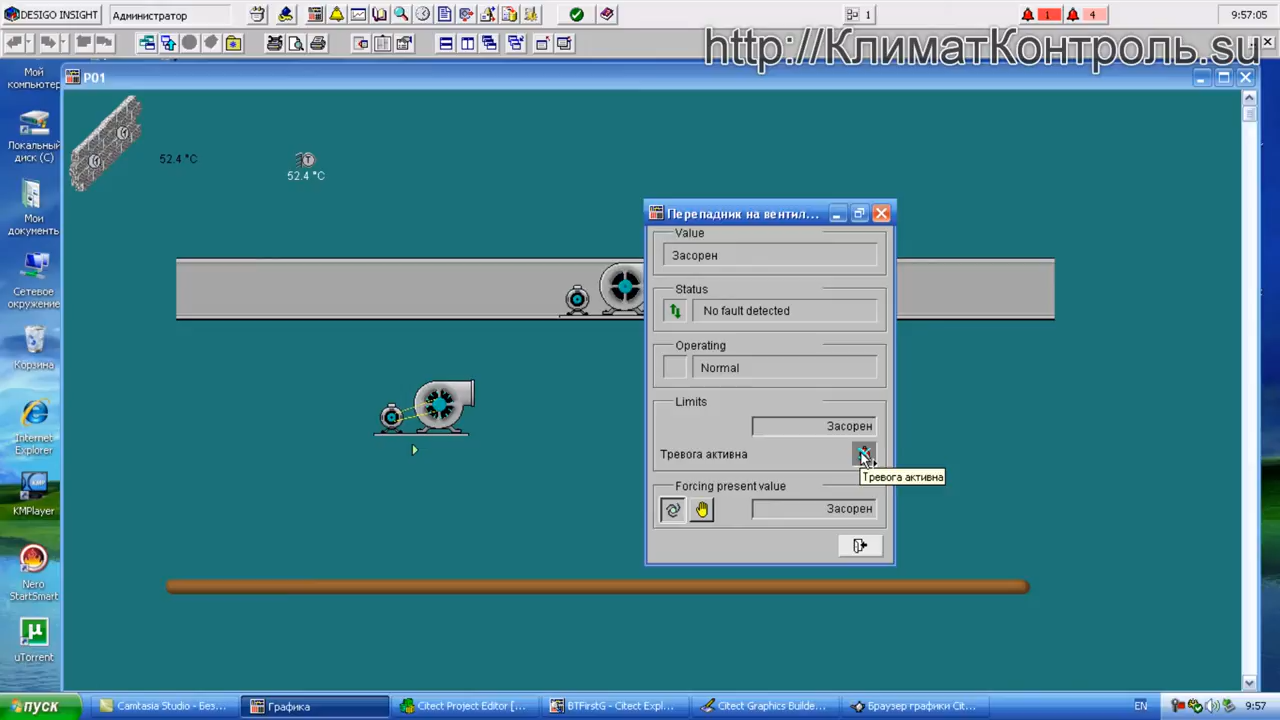 DESIGO INSIGHT
Администратор
1
1
4
9:57:05
http://КлиматКонтроль.su
Мой компьютер
P01
Локальный диск (C)
Мои документы
Сетевое окружение
Корзина
Internet Explorer
KMPlayer
Nero StartSmart
uTorrent
52.4 °C
T
52.4 °C
Перепадник на вентил...
Value
Засорен
Status
No fault detected
Operating
Normal
Limits
Засорен
Тревога активна
Тревога активна
Forcing present value
Засорен
пуск
Camtasia Studio - Без...
Графика
Citect Project Editor [...
BTFirstG - Citect Expl...
Citect Graphics Builde...
Браузер графики Cit...
EN
9:57